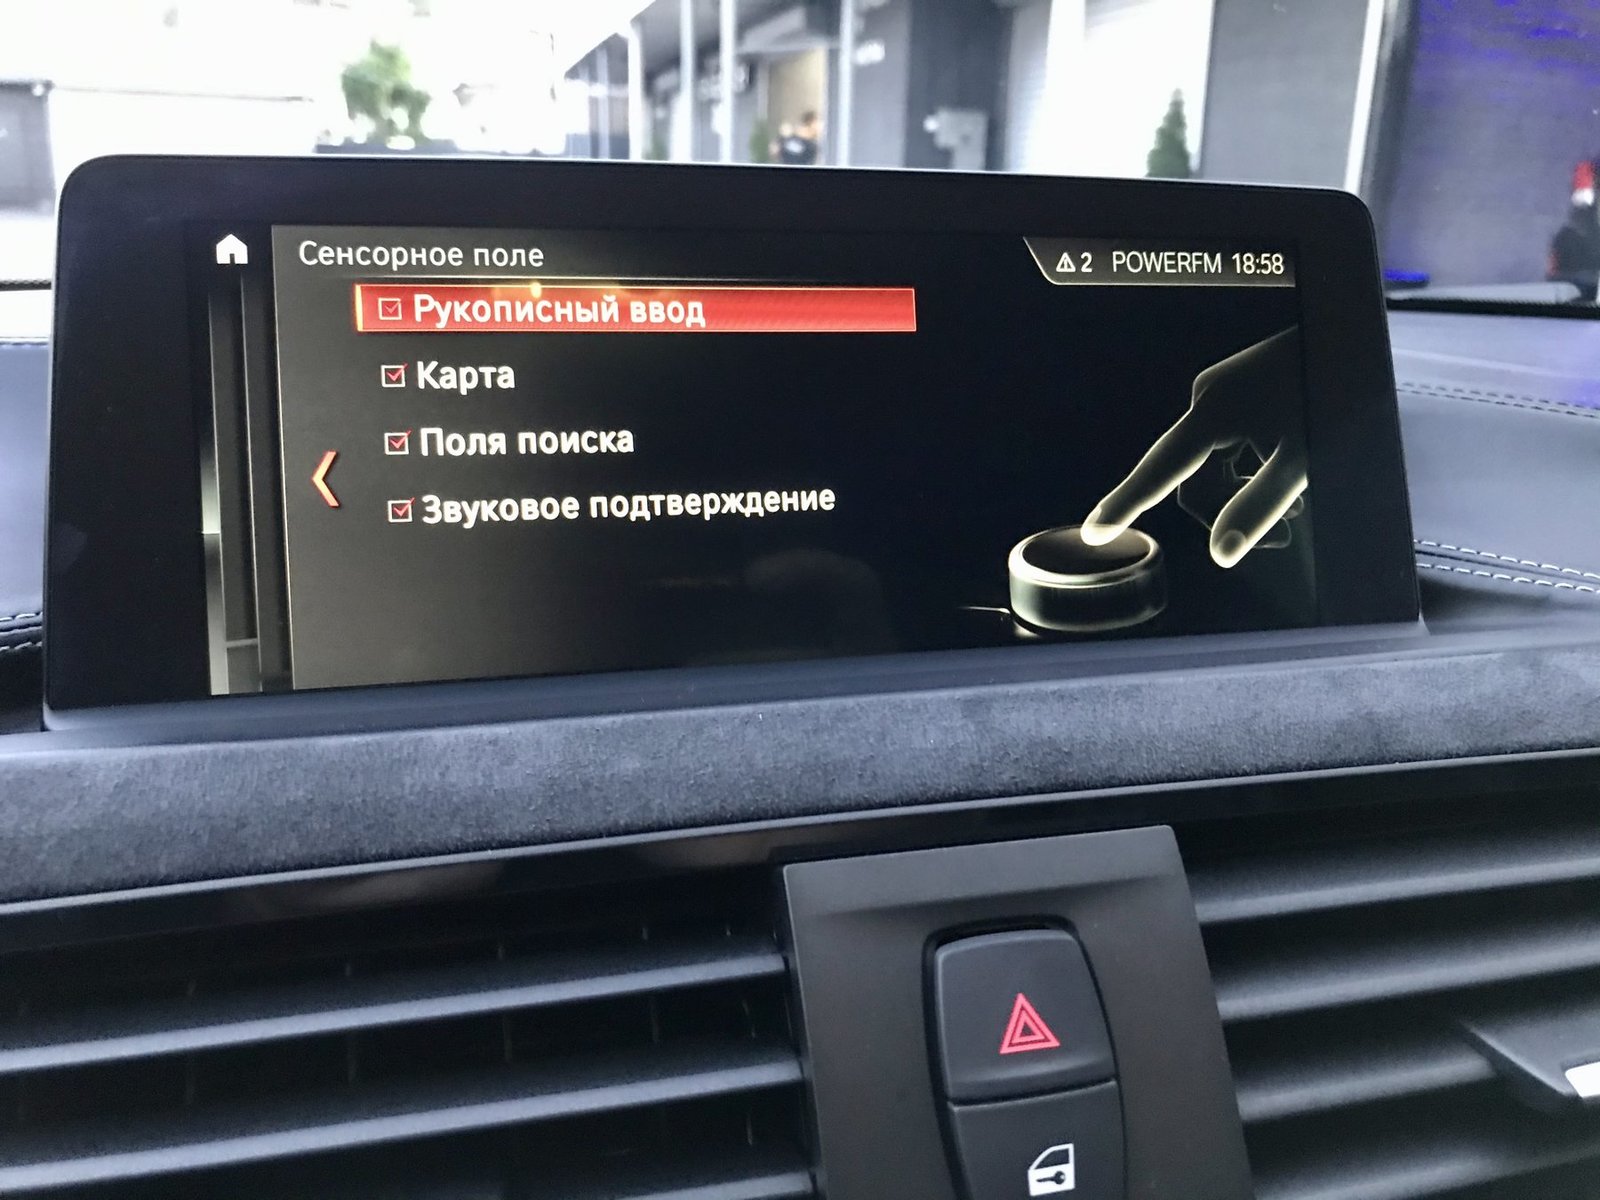 Сенсорное поле
2 POWERFM 18:58
Рукописный ввод
Карта
Поля поиска
Звуковое подтверждение